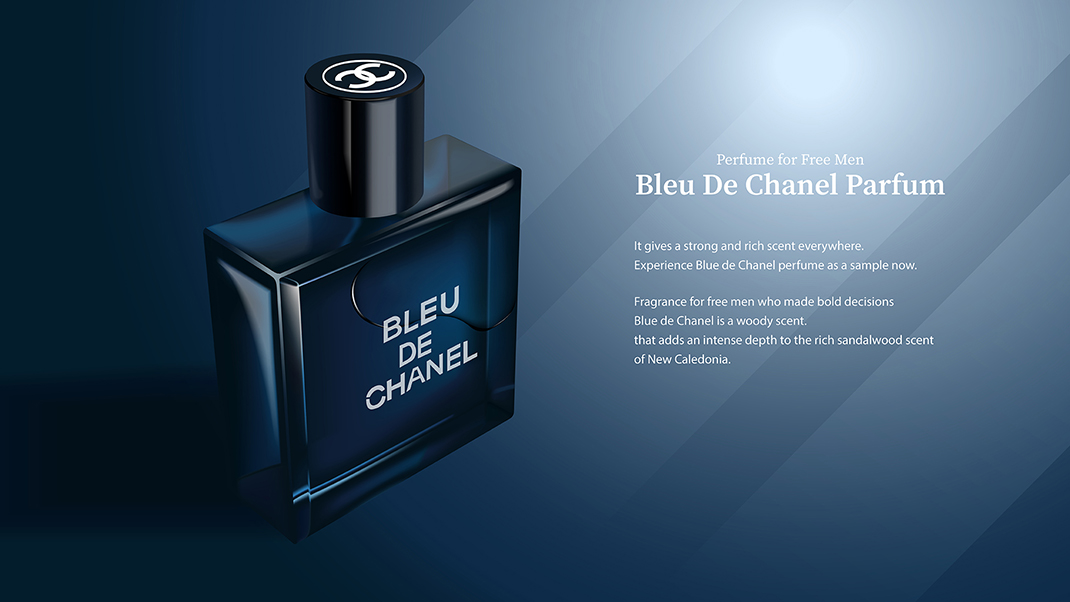 BLEU
DE
CHANEL
Perfume for Free Men
Bleu De Chanel Parfum
It gives a strong and rich scent everywhere.
Experience Blue de Chanel perfume as a sample now.
Fragrance for free men who made bold decisions
Blue de Chanel is a woody scent.
that adds an intense depth to the rich sandalwood scent
of New Caledonia.